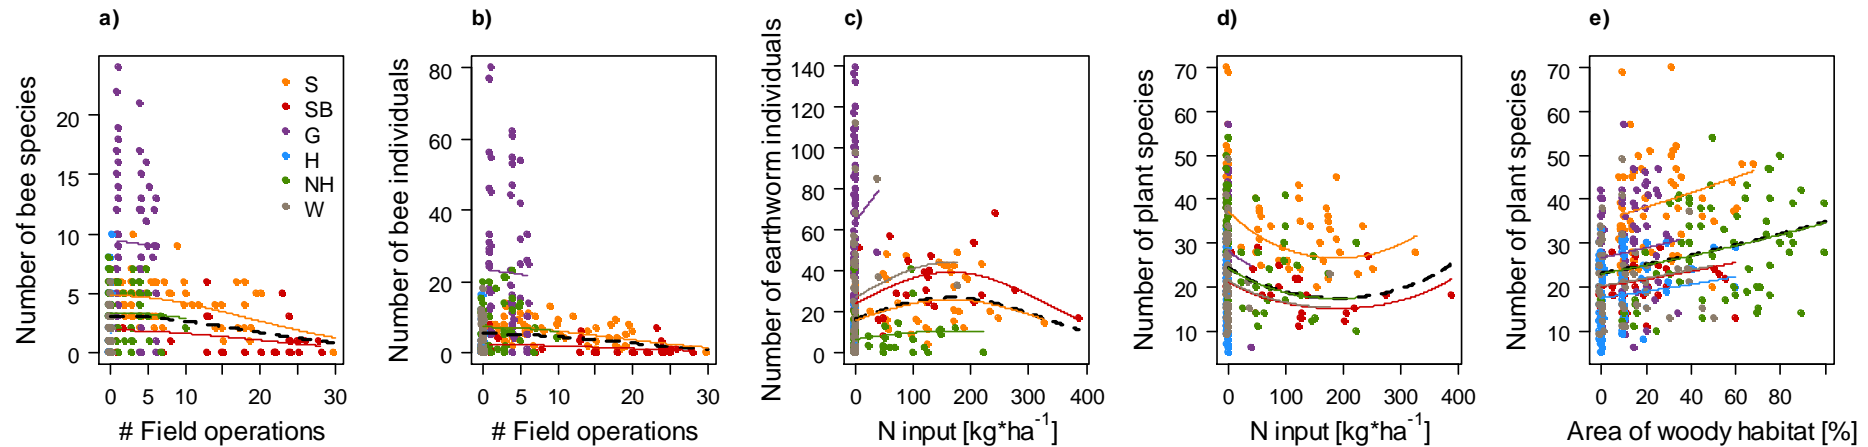 a)
Number of bee species
0
5
10
15
20
0
10
20
30
# Field operations
S
SB
G
H
NH
W
b)
Number of bee individuals
0
20
40
60
80
0
5
10
20
30
# Field operations
c)
Number of earthworm individuals
0
20
40
60
80
100
120
140
0
100
200
300
400
N input [kg*ha⁻¹]
d)
Number of plant species
10
20
30
40
50
60
70
0
100
200
300
400
N input [kg*ha⁻¹]
e)
Number of plant species
10
20
30
40
50
60
70
0
20
40
60
80
Area of woody habitat [%]